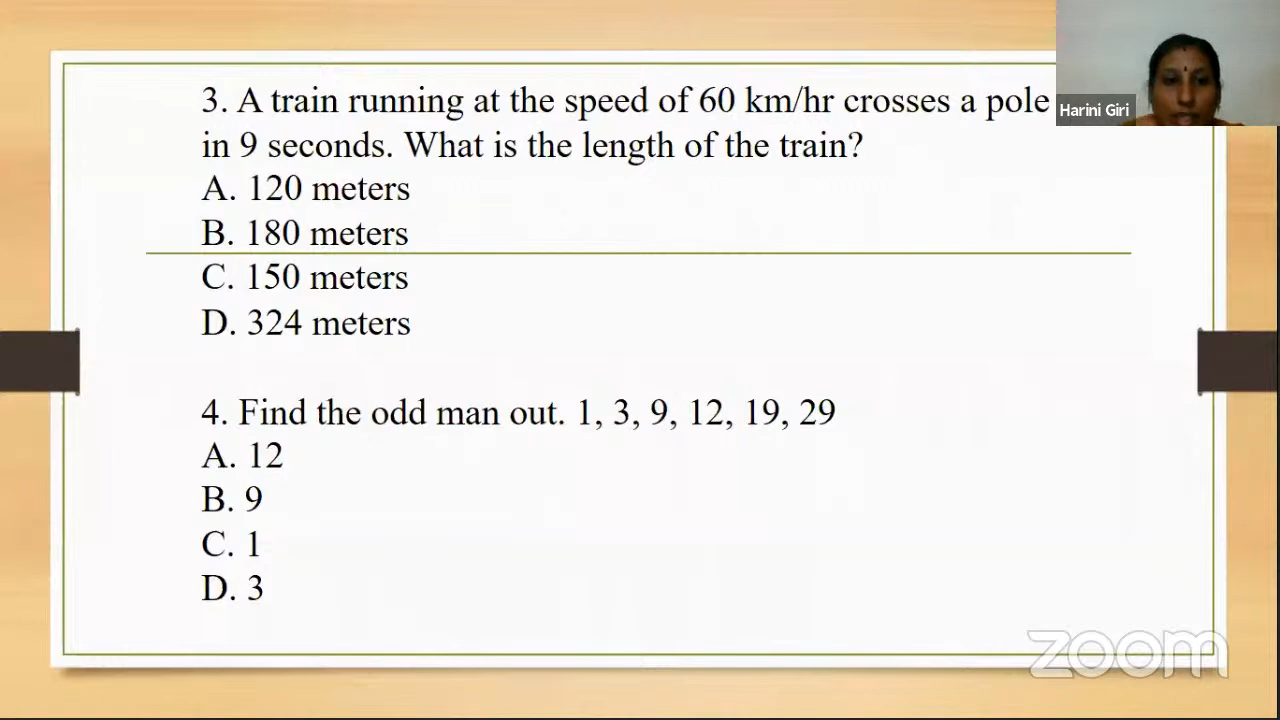 3. A train running at the speed of 60 km/hr crosses a pole
in 9 seconds. What is the length of the train?
A. 120 meters
B. 180 meters
C. 150 meters
D. 324 meters
4. Find the odd man out. 1, 3, 9, 12, 19, 29
A. 12
B. 9
C. 1
D. 3
Harini Giri
zoom